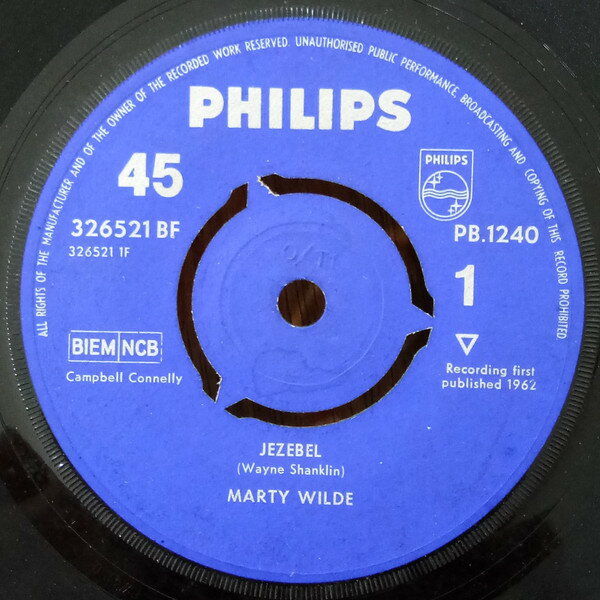 ALL RIGHTS OF THE MANUFACTURER AND OF THE OWNER OF THE RECORDED WORK RESERVED. UNAUTHORISED PUBLIC PERFORMANCE, BROADCASTING AND COPYING OF THIS RECORD PROHIBITED
PHILIPS
45
PHILIPS
326521 BF
PB.1240
326521 1F
1
BIEM NCB
Campbell Connelly
Recording first
published 1962
JEZEBEL
(Wayne Shanklin)
MARTY WILDE